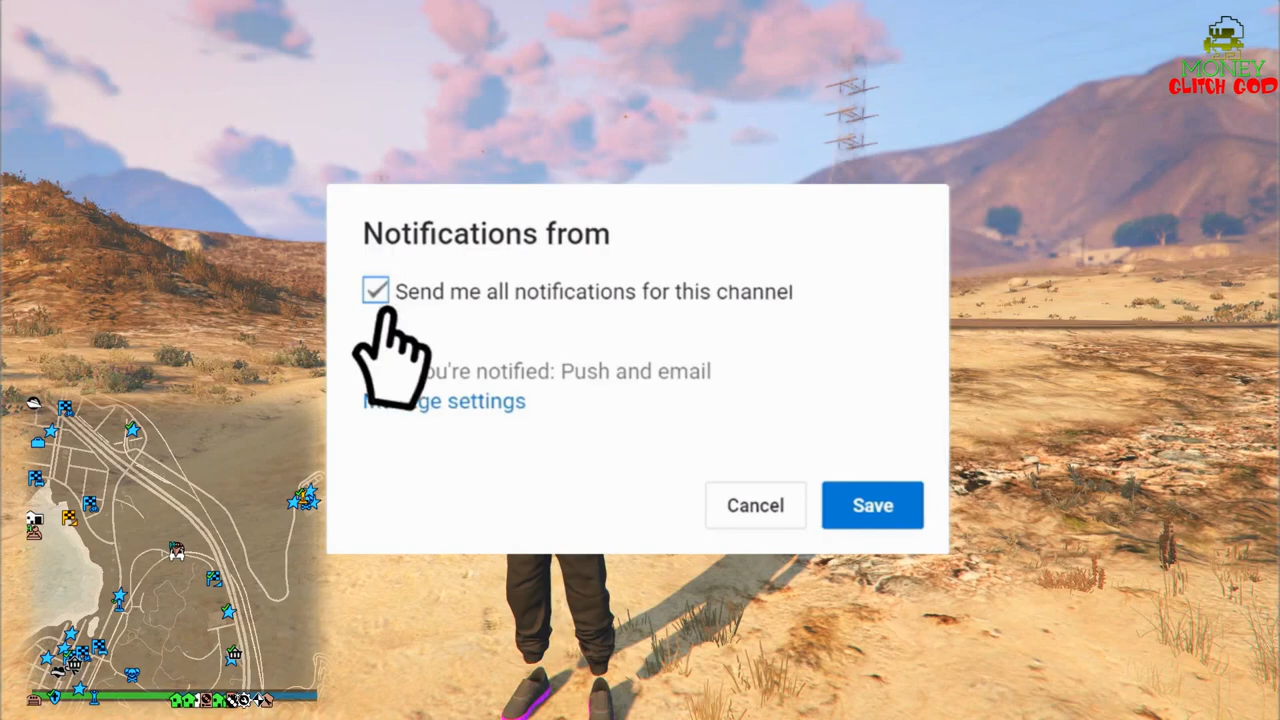 MONEY
GLITCH GOD
Notifications from
Send me all notifications for this channel
ou're notified: Push and email
M ge settings
Cancel
Save